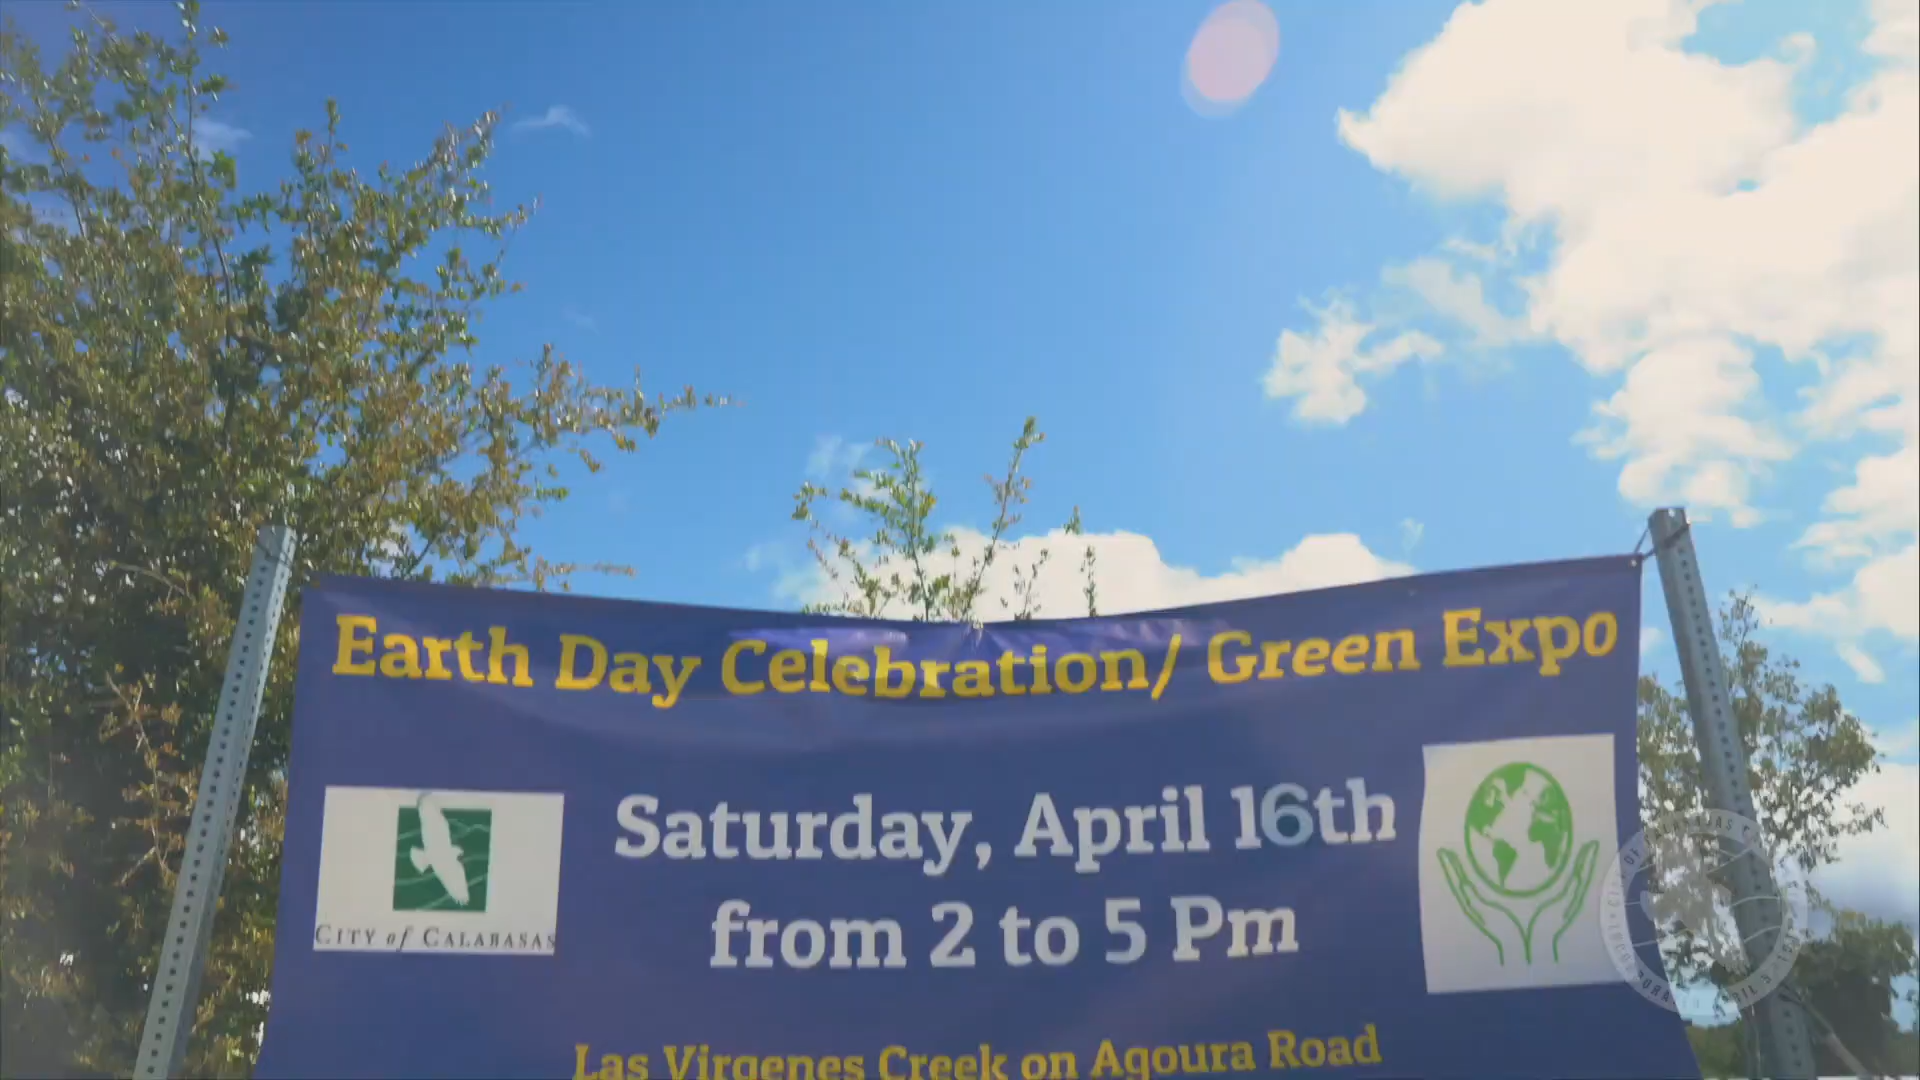 Earth Day Celebration/ Green Expo
Saturday, April 16th
from 2 to 5 Pm
CITY of CALABASAS
Las Virgenes Creek on Agoura Road